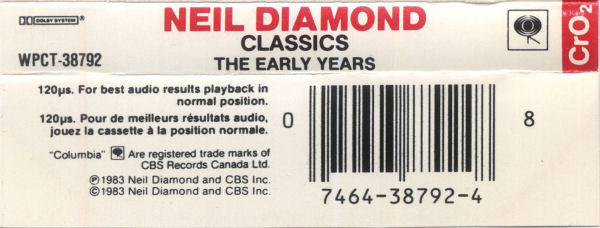 DOLBY SYSTEM®
NEIL DIAMOND
CLASSICS
WPCT-38792
THE EARLY YEARS
CrO₂
120µs. For best audio results playback in
normal position.
120µs. Pour de meilleurs résultats audio,
jouez la cassette à la position normale.
"Columbia" Are registered trade marks of
CBS Records Canada Ltd.
℗1983 Neil Diamond and CBS Inc.
©1983 Neil Diamond and CBS Inc.
0 8
7464-38792-4